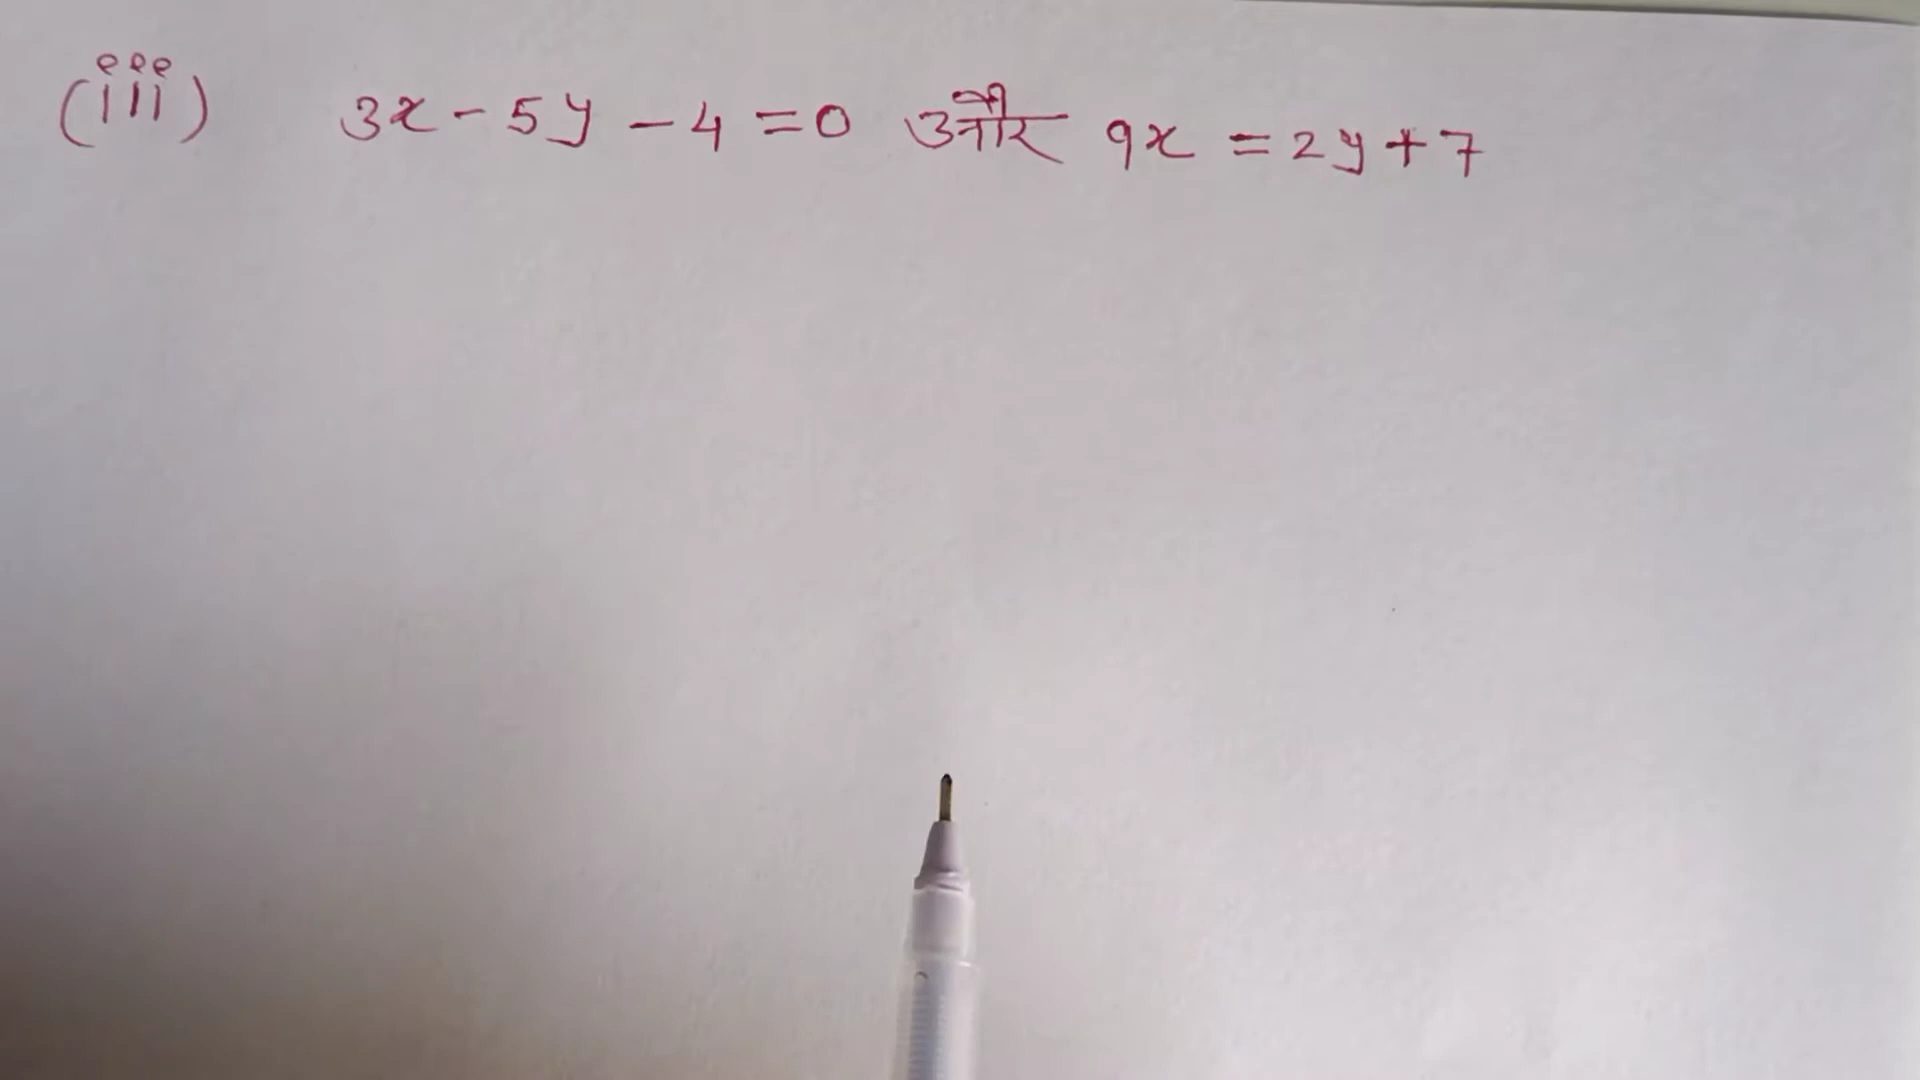 (iii) 3x - 5y - 4 = 0 और 9x = 2y + 7